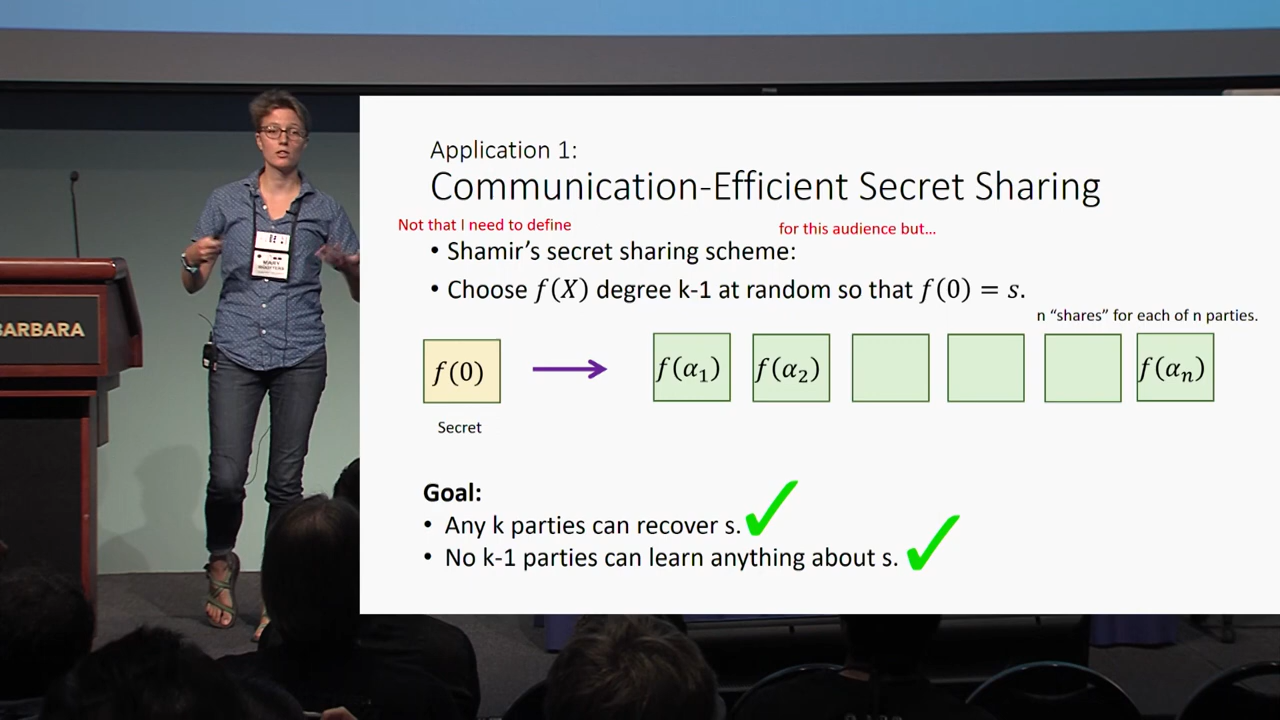 Application 1:
Communication-Efficient Secret Sharing
Not that I need to define for this audience but...
• Shamir's secret sharing scheme:
• Choose f(X) degree k-1 at random so that f(0) = s.
n "shares" for each of n parties.
f(0) f(α₁) f(α₂) f(αₙ)
Secret
Goal:
• Any k parties can recover s.
• No k-1 parties can learn anything about s.
ARBARA